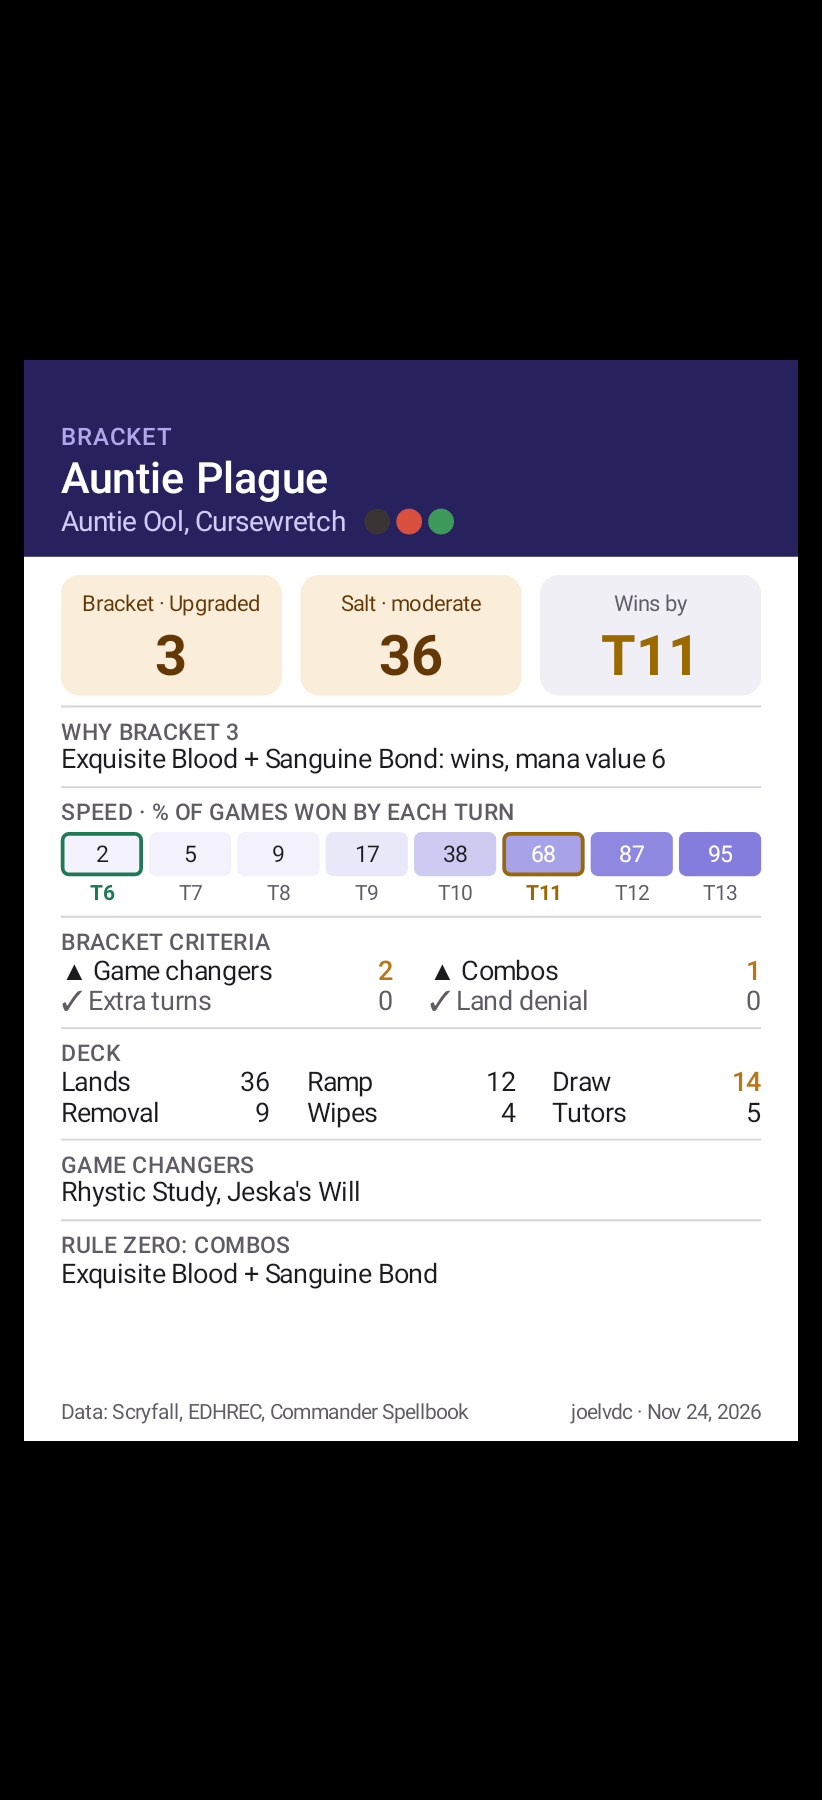 BRACKET
Auntie Plague
Auntie Ool, Cursewretch
Bracket · Upgraded
3
Salt · moderate
36
Wins by
T11
WHY BRACKET 3
Exquisite Blood + Sanguine Bond: wins, mana value 6
SPEED · % OF GAMES WON BY EACH TURN
2 5 9 17 38 68 87 95
T6 T7 T8 T9 T10 T11 T12 T13
BRACKET CRITERIA
▲ Game changers 2 ▲ Combos 1
✓ Extra turns 0 ✓ Land denial 0
DECK
Lands 36 Ramp 12 Draw 14
Removal 9 Wipes 4 Tutors 5
GAME CHANGERS
Rhystic Study, Jeska's Will
RULE ZERO: COMBOS
Exquisite Blood + Sanguine Bond
Data: Scryfall, EDHREC, Commander Spellbook joelvdc · Nov 24, 2026